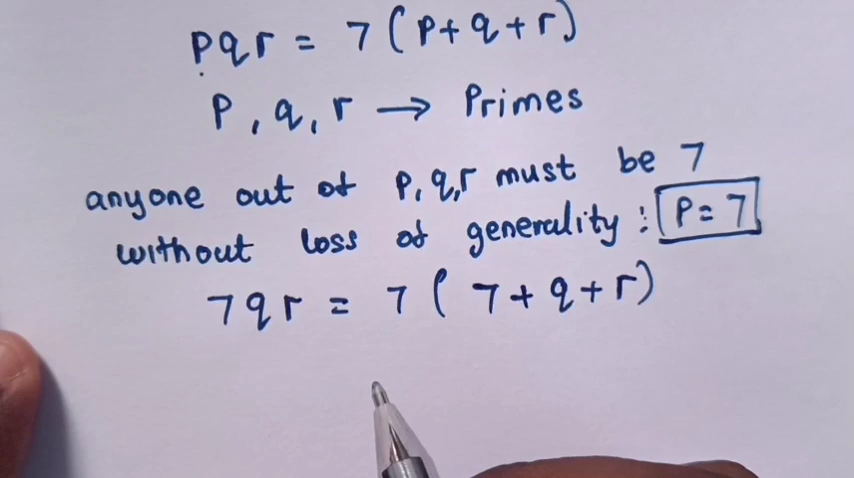 pqr = 7(p+q+r)
p, q, r → Primes
anyone out of p,q,r must be 7
without loss of generality : P=7
7qr = 7(7+q+r)